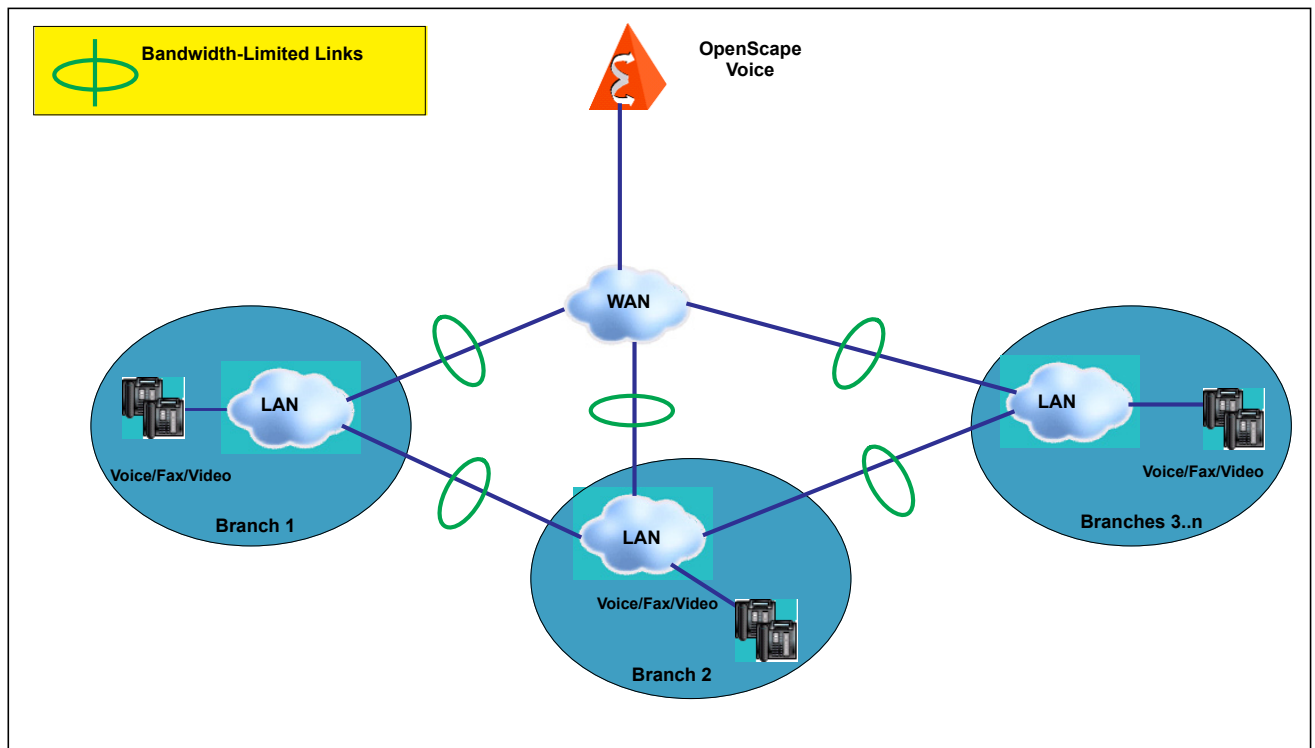 Bandwidth-Limited Links
OpenScape
Voice
WAN
LAN
Voice/Fax/Video
Branch 1
LAN
Voice/Fax/Video
Branch 2
LAN
Voice/Fax/Video
Branches 3..n